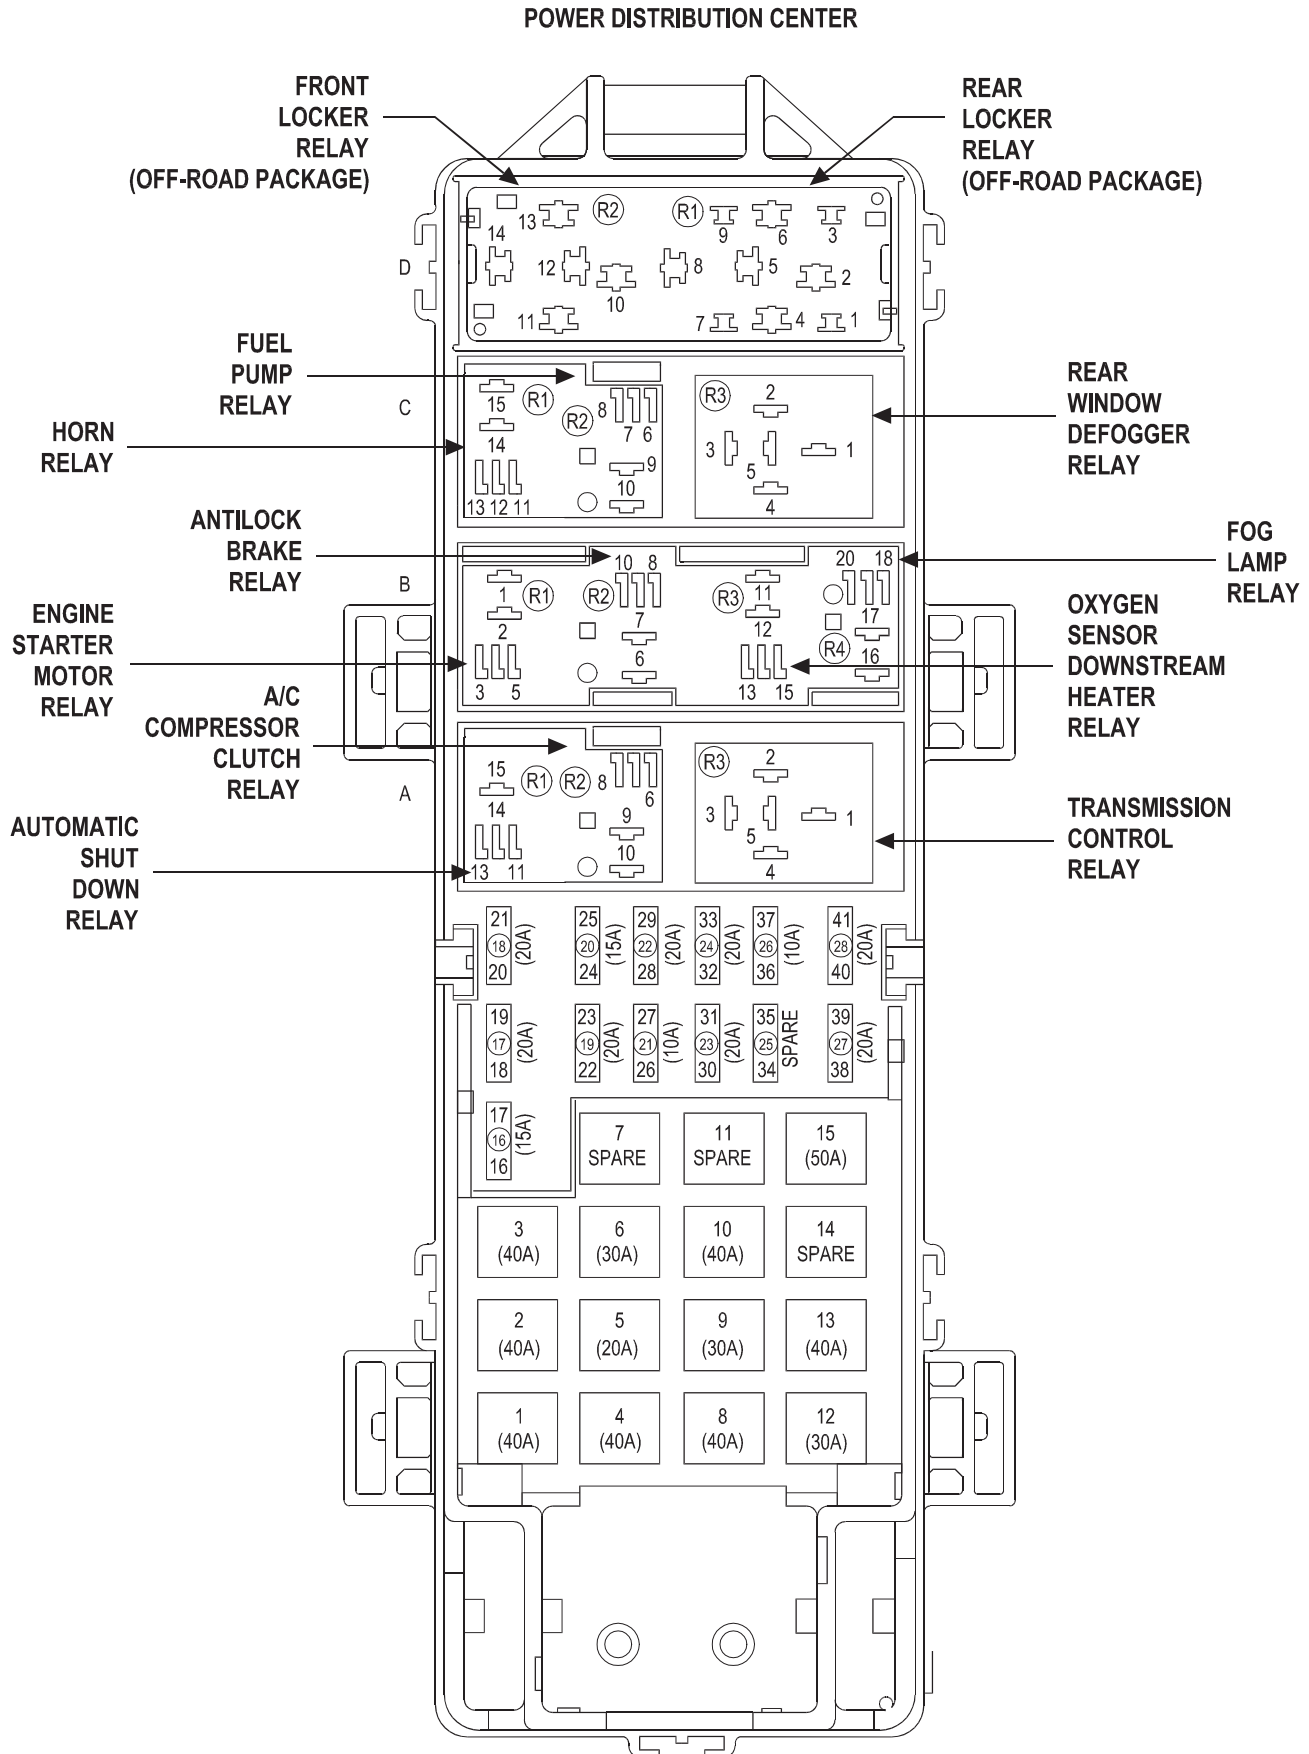 POWER DISTRIBUTION CENTER
FRONT
LOCKER
RELAY
(OFF-ROAD PACKAGE)
REAR
LOCKER
RELAY
(OFF-ROAD PACKAGE)
13 R2 R1 9 6 3
14
D 12 10 8 5 2
11 7 4 1
FUEL
PUMP
RELAY
HORN
RELAY
C
15 R1 R2 8 7 6
14
9
10
13 12 11
R3 2
3 5 1
4
REAR
WINDOW
DEFOGGER
RELAY
ANTILOCK
BRAKE
RELAY
ENGINE
STARTER
MOTOR
RELAY
B
10 8
1 R1 R2
2 7
6
3 5
20 18
R3 11
12 17
R4 16
13 15
FOG
LAMP
RELAY
OXYGEN
SENSOR
DOWNSTREAM
HEATER
RELAY
A/C
COMPRESSOR
CLUTCH
RELAY
AUTOMATIC
SHUT
DOWN
RELAY
A
15 R1 R2 8 6
14 9
10
13 11
R3 2
3 5 1
4
TRANSMISSION
CONTROL
RELAY
21 18 20 (20A)
25 20 24 (15A)
29 22 28 (20A)
33 24 32 (20A)
37 26 36 (10A)
41 28 40 (20A)
19 17 18 (20A)
23 19 22 (20A)
27 21 26 (10A)
31 23 30 (20A)
35 25 34 SPARE
39 27 38 (20A)
17 16 16 (15A)
7 11 15
SPARE SPARE (50A)
3 6 10 14
(40A) (30A) (40A) SPARE
2 5 9 13
(40A) (20A) (30A) (40A)
1 4 8 12
(40A) (40A) (40A) (30A)